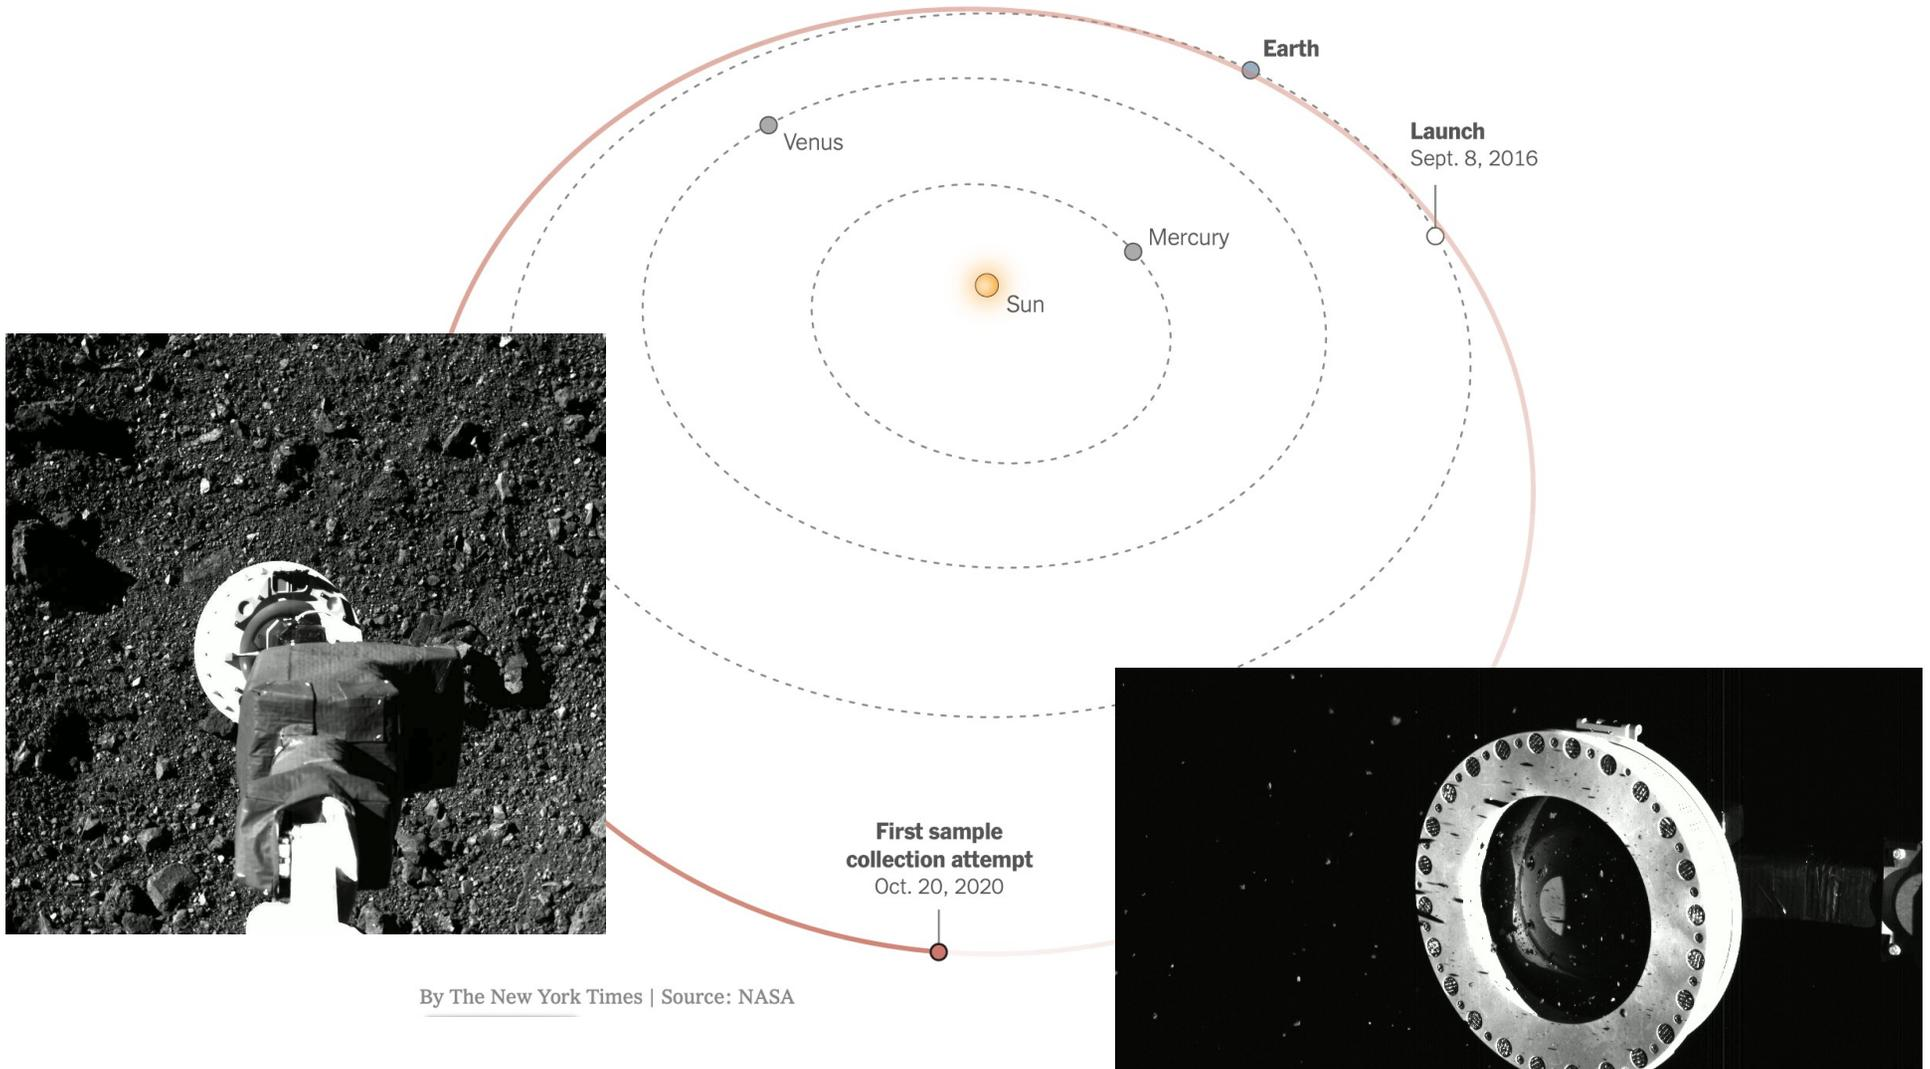 Earth
Launch
Sept. 8, 2016
Venus
Mercury
Sun
First sample
collection attempt
Oct. 20, 2020
By The New York Times | Source: NASA